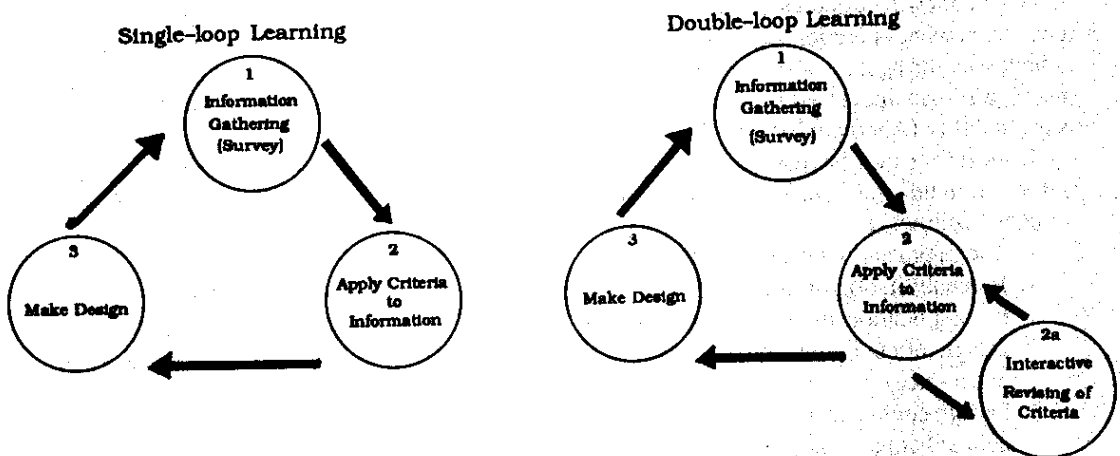 Single-loop Learning
1
Information
Gathering
(Survey)
2
Apply Criteria
to
Information
3
Make Design
Double-loop Learning
1
Information
Gathering
(Survey)
2
Apply Criteria
to
Information
2a
Interactive
Revising of
Criteria
3
Make Design